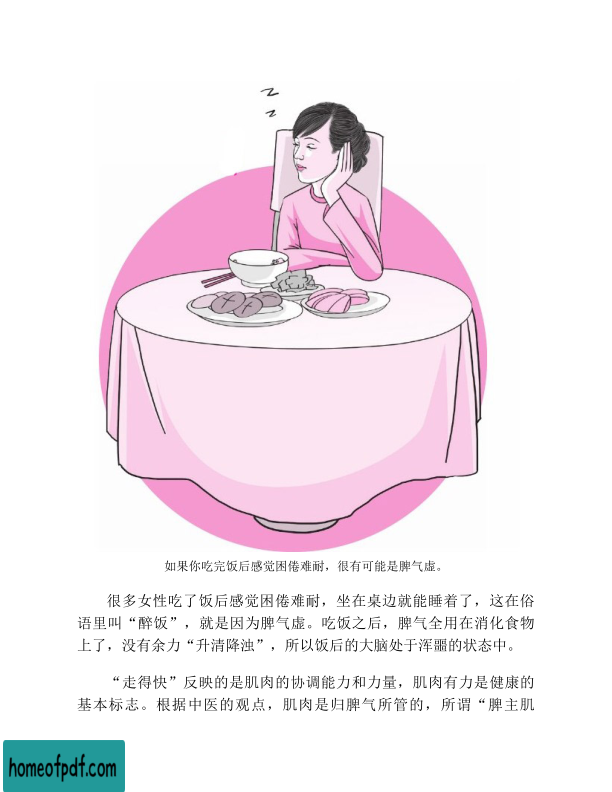 z
z
如果你吃完饭后感觉困倦难耐，很有可能是脾气虚。
很多女性吃了饭后感觉困倦难耐，坐在桌边就能睡着了，这在俗
语里叫“醉饭”，就是因为脾气虚。吃饭之后，脾气全用在消化食物
上了，没有余力“升清降浊”，所以饭后的大脑处于浑噩的状态中。
“走得快”反映的是肌肉的协调能力和力量，肌肉有力是健康的
基本标志。根据中医的观点，肌肉是归脾气所管的，所谓“脾主肌
homeofpdf.com